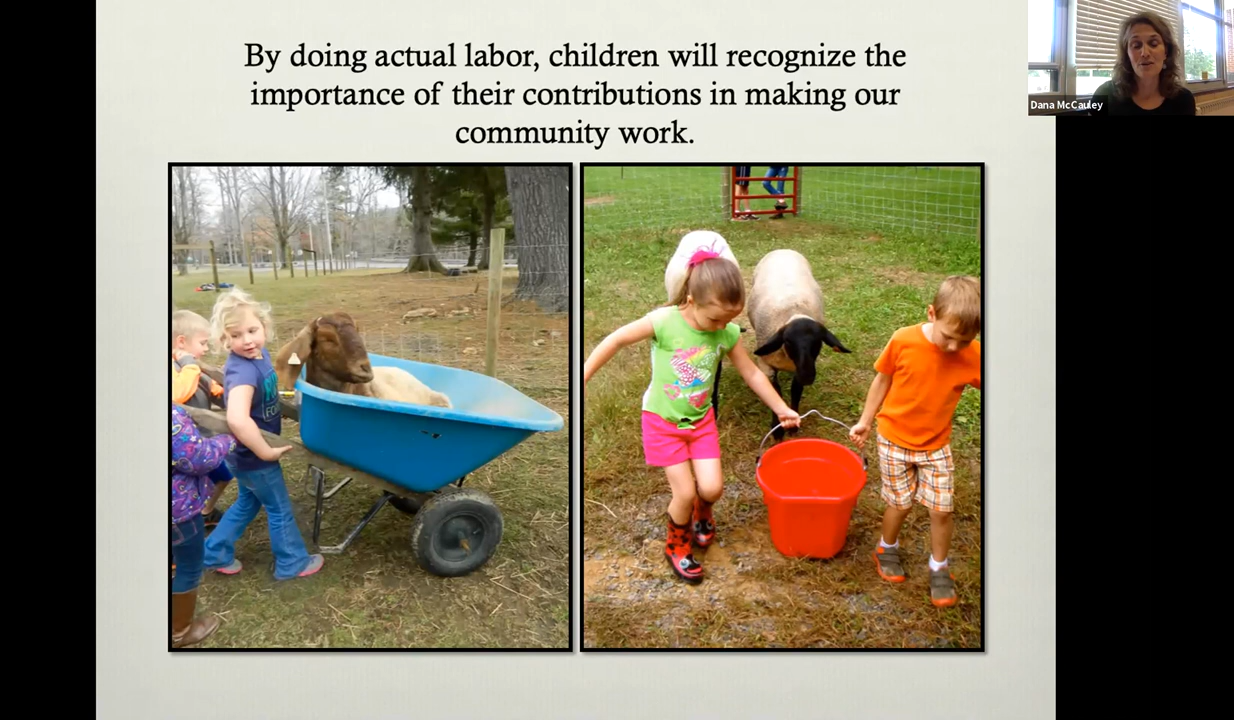 By doing actual labor, children will recognize the
importance of their contributions in making our
community work.
Dana McCauley